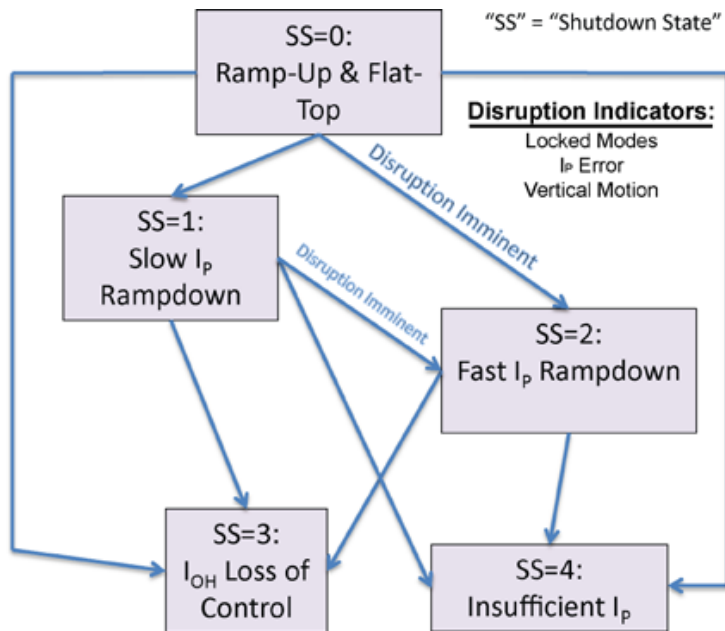 SS=0:
Ramp-Up & Flat-
Top
“SS” = “Shutdown State”
Disruption Indicators:
Locked Modes
IP Error
Vertical Motion
Disruption Imminent
SS=1:
Slow IP
Rampdown
Disruption Imminent
SS=2:
Fast IP Rampdown
SS=3:
IOH Loss of
Control
SS=4:
Insufficient IP